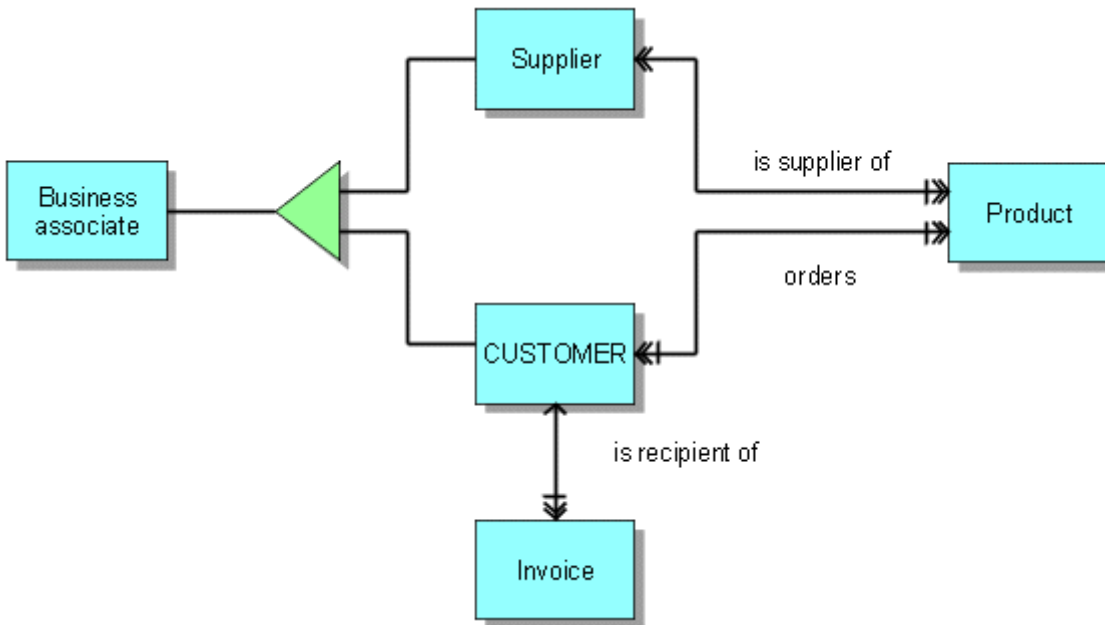 Supplier
is supplier of
Business
associate
Product
orders
CUSTOMER
is recipient of
Invoice